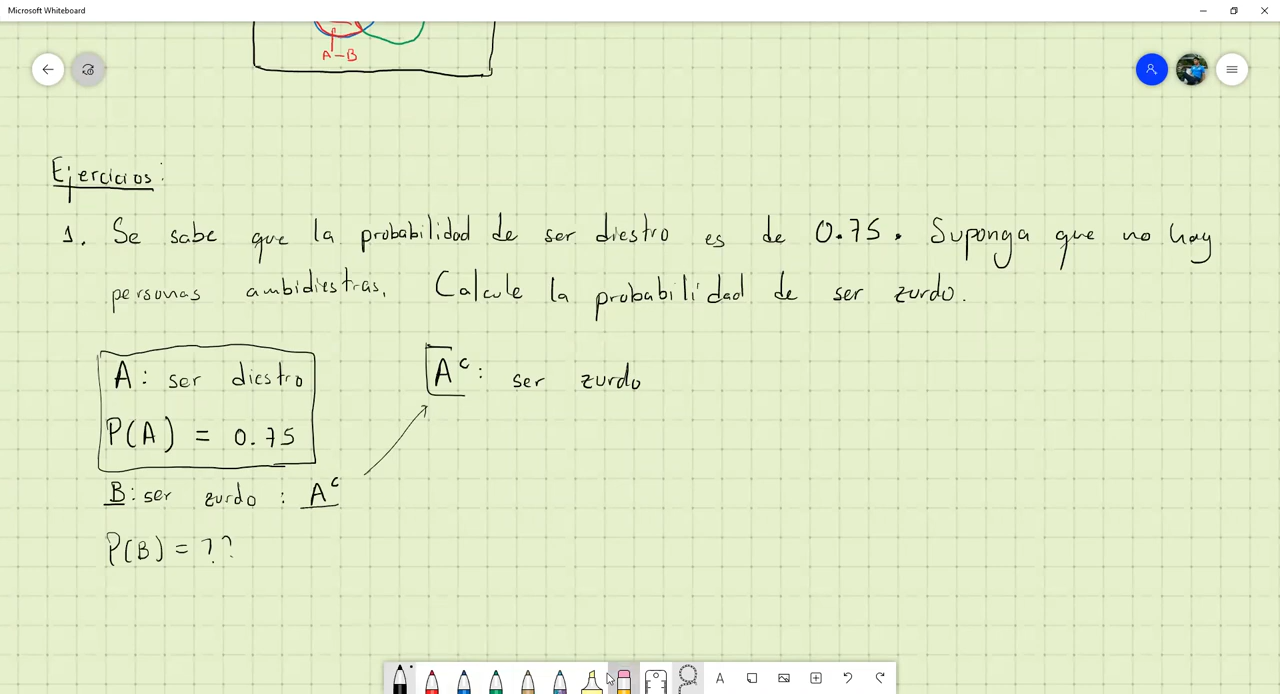 Microsoft Whiteboard
A-B
Ejercicios:
1. Se sabe que la probabilidad de ser diestro es de 0.75. Suponga que no hay
personas ambidiestras. Calcule la probabilidad de ser zurdo.
A: ser diestro
P(A) = 0.75
B: ser zurdo : A^c
P(B) = ??
A^c: ser zurdo
A